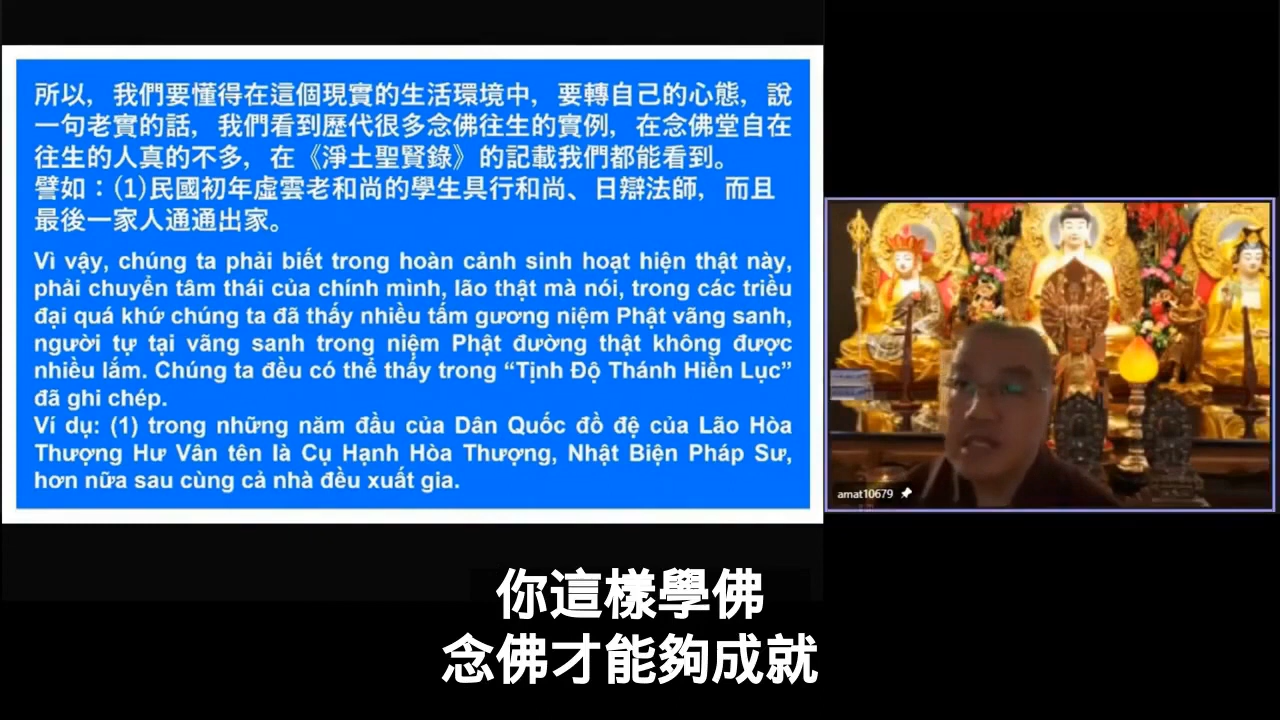 所以，我們要懂得在這個現實的生活環境中，要轉自己的心態，說
一句老實的話，我們看到歷代很多念佛往生的實例，在念佛堂自在
往生的人真的不多，在《淨土聖賢錄》的記載我們都能看到。
譬如：(1)民國初年虛雲老和尚的學生具行和尚、日辯法師，而且
最後一家人通通出家。
Vì vậy, chúng ta phải biết trong hoàn cảnh sinh hoạt hiện thật này,
phải chuyển tâm thái của chính mình, lão thật mà nói, trong các triều
đại quá khứ chúng ta đã thấy nhiều tấm gương niệm Phật vãng sanh,
người tự tại vãng sanh trong niệm Phật đường thật không được
nhiều lắm. Chúng ta đều có thể thấy trong “Tịnh Độ Thánh Hiền Lục”
đã ghi chép.
Ví dụ: (1) trong những năm đầu của Dân Quốc đồ đệ của Lão Hòa
Thượng Hư Vân tên là Cụ Hạnh Hòa Thượng, Nhật Biện Pháp Sư,
hơn nữa sau cùng cả nhà đều xuất gia.
amat10679
你這樣學佛
念佛才能夠成就